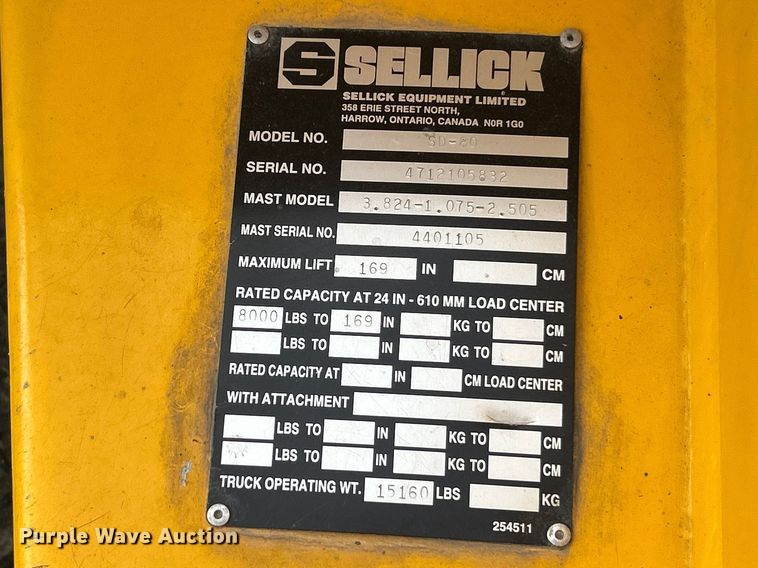 S SELLICK
SELLICK EQUIPMENT LIMITED
358 ERIE STREET NORTH,
HARROW, ONTARIO, CANADA N0R 1G0
MODEL NO. SD-80
SERIAL NO. 4712105832
MAST MODEL 3.824-1.075-2.505
MAST SERIAL NO. 4401105
MAXIMUM LIFT 169 IN CM
RATED CAPACITY AT 24 IN - 610 MM LOAD CENTER
8000 LBS TO 169 IN KG TO CM
LBS TO IN KG TO CM
RATED CAPACITY AT IN CM LOAD CENTER
WITH ATTACHMENT
LBS TO IN KG TO CM
LBS TO IN KG TO CM
TRUCK OPERATING WT. 15160 LBS KG
254511
Purple Wave Auction